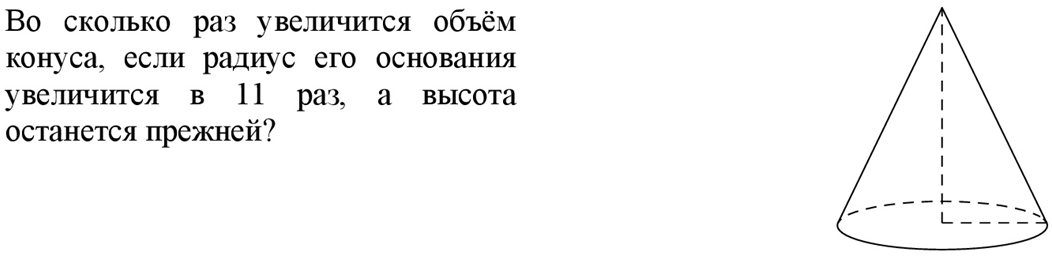 Во сколько раз увеличится объём
конуса, если радиус его основания
увеличится в 11 раз, а высота
останется прежней?